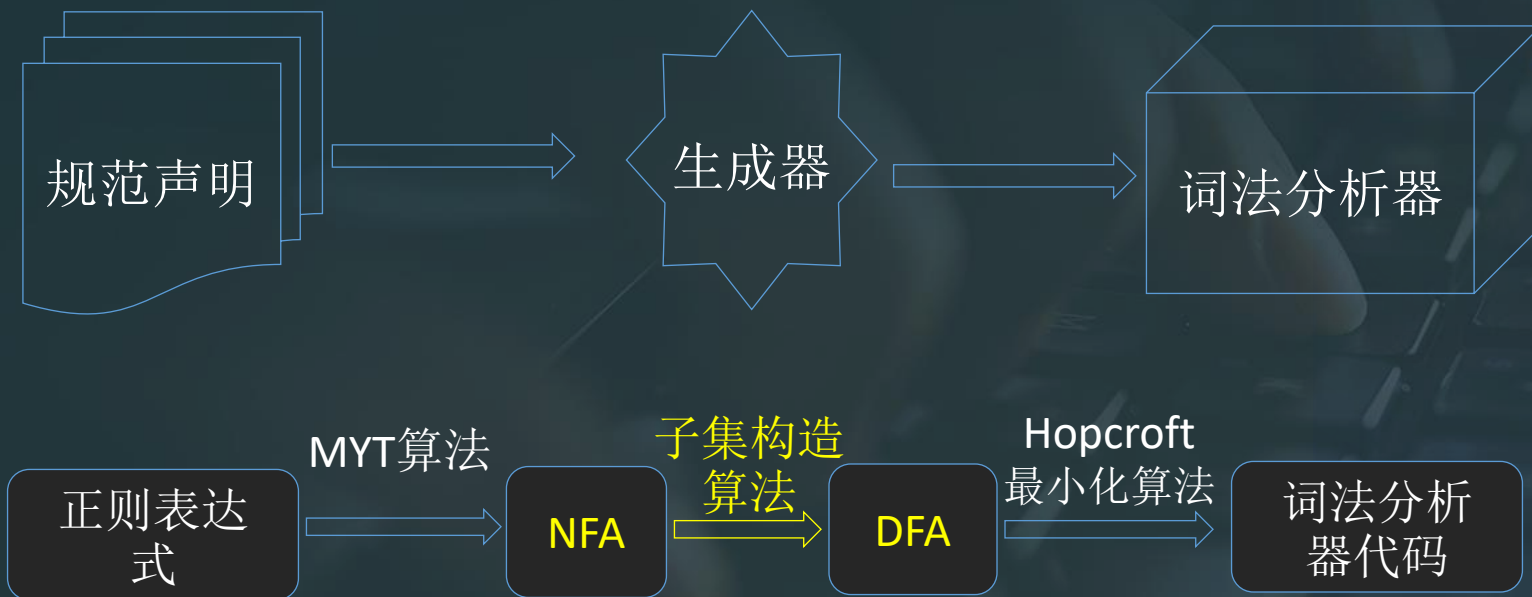 规范声明
生成器
词法分析器
MYT算法
子集构造
算法
Hopcroft
最小化算法
正则表达
式
NFA
DFA
词法分析
器代码